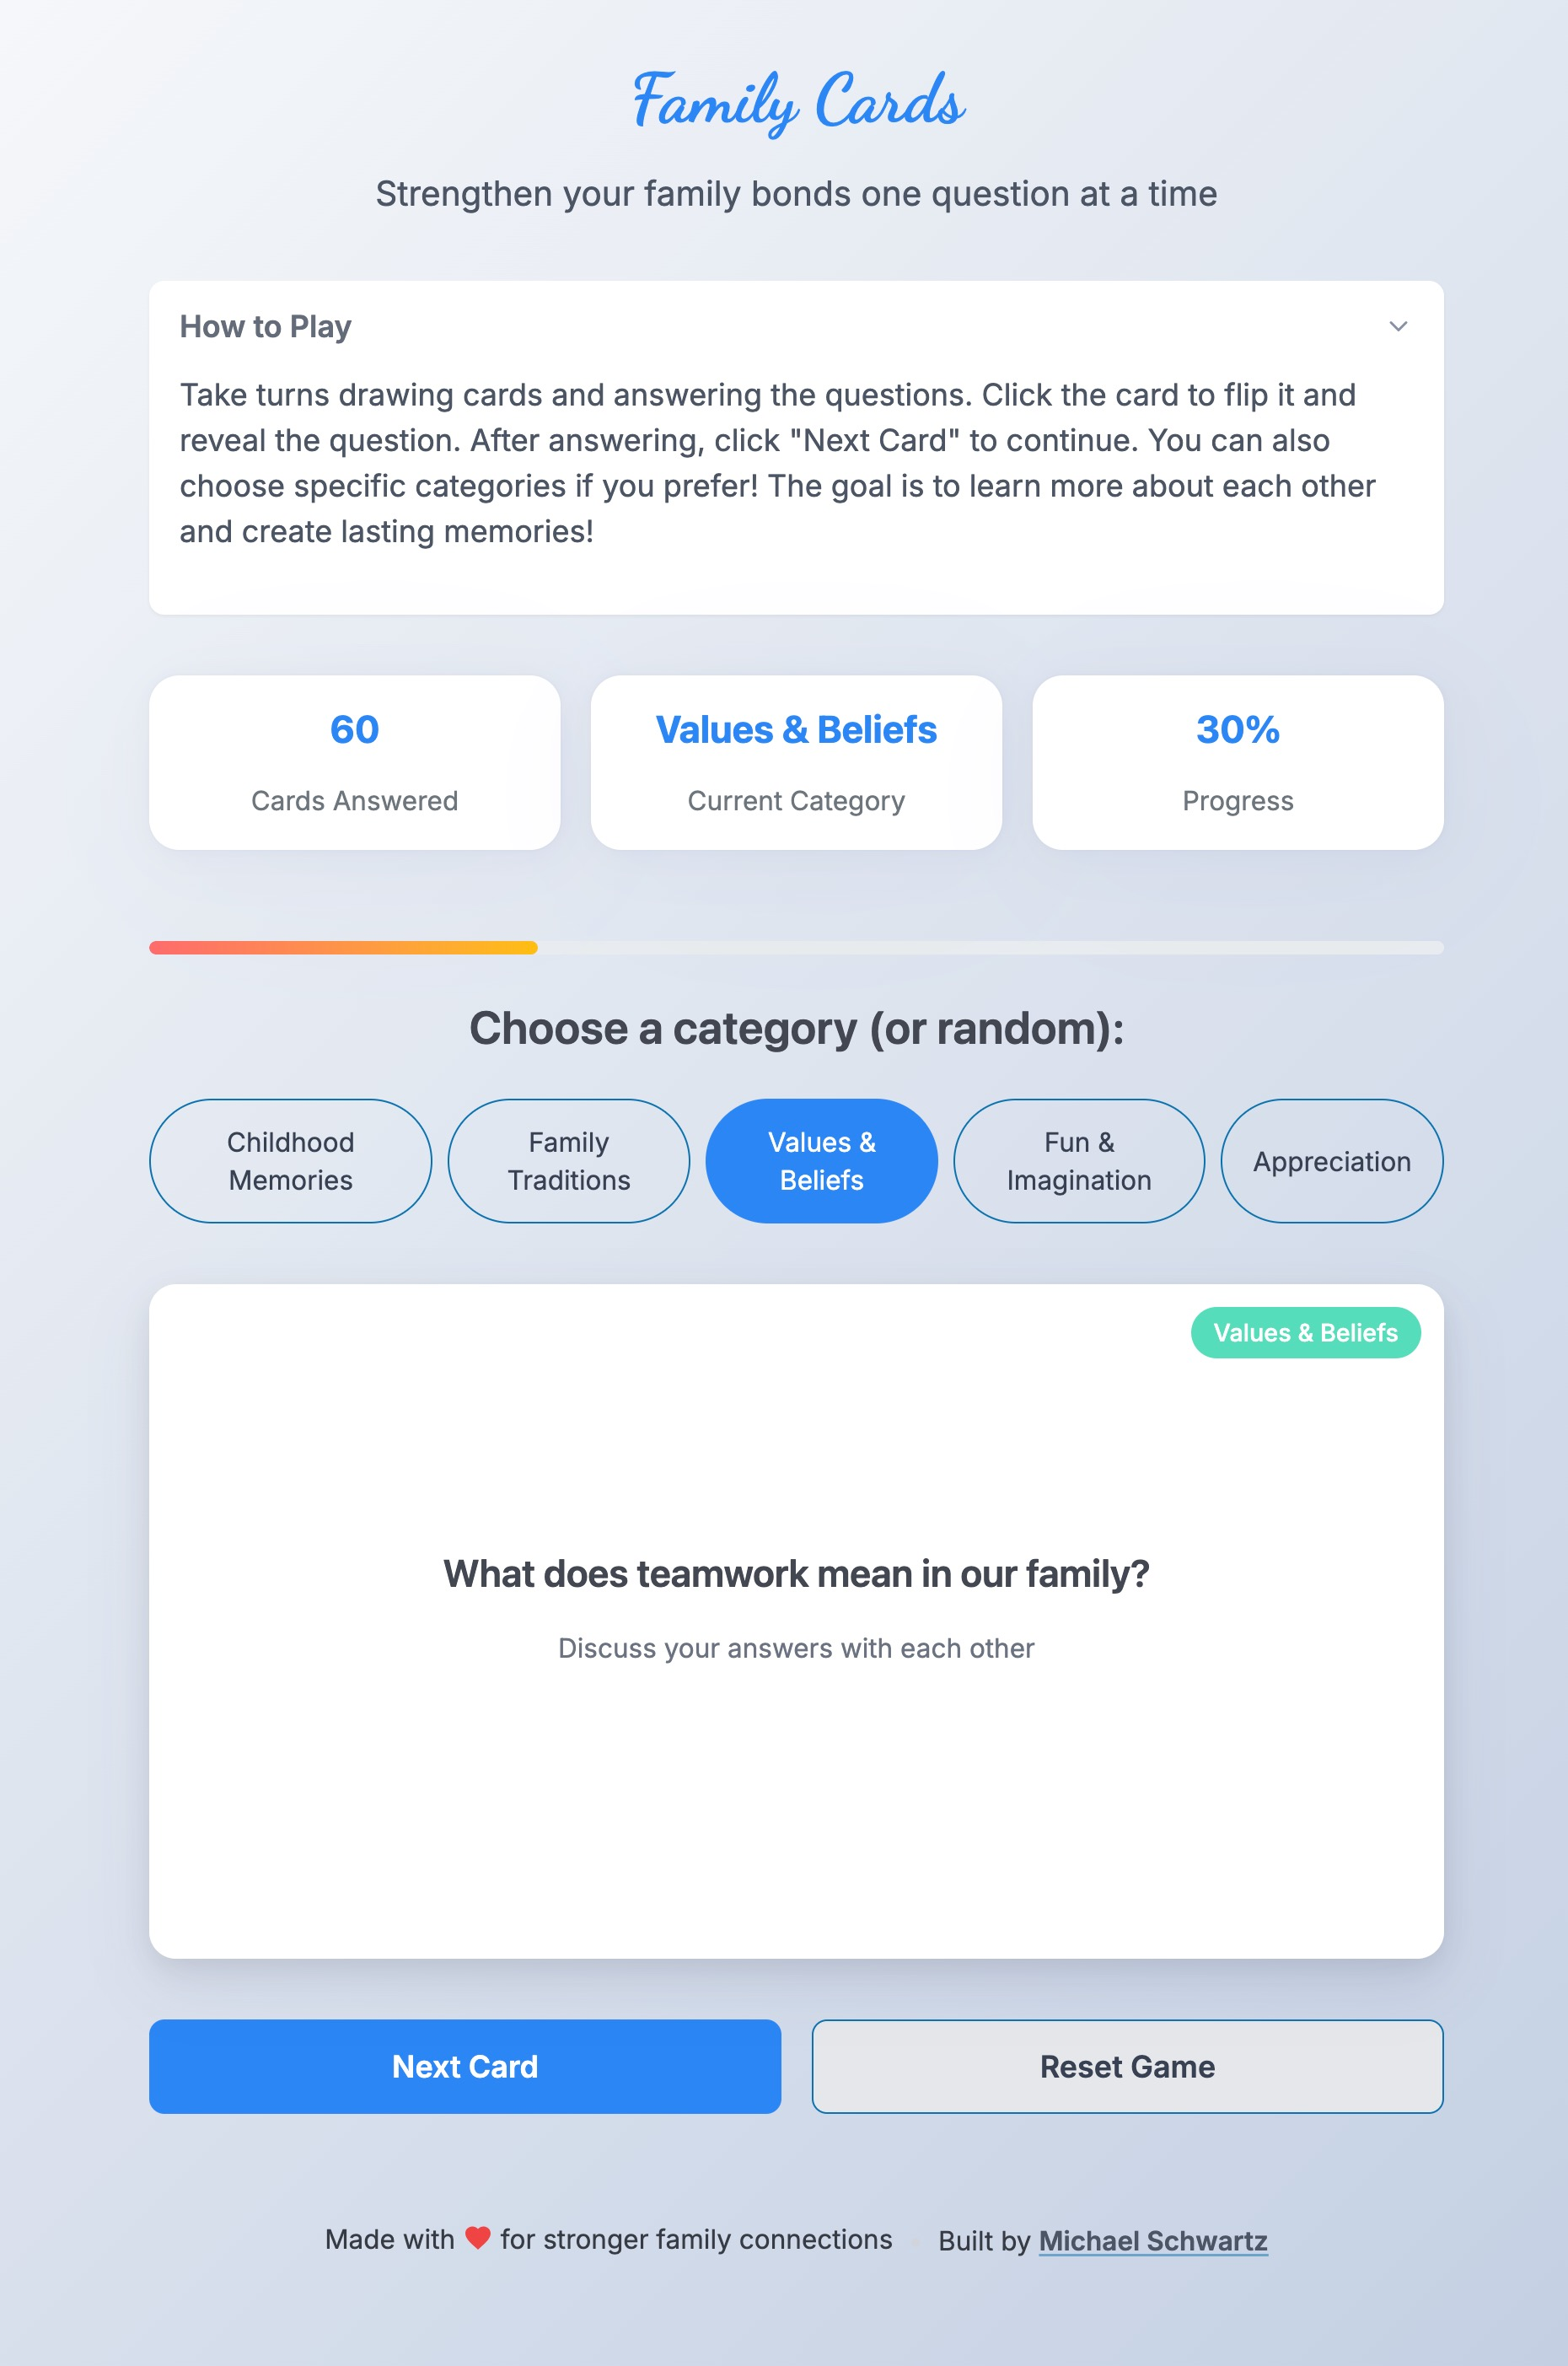 Family Cards
Strengthen your family bonds one question at a time
How to Play
Take turns drawing cards and answering the questions. Click the card to flip it and
reveal the question. After answering, click "Next Card" to continue. You can also
choose specific categories if you prefer! The goal is to learn more about each other
and create lasting memories!
60
Cards Answered
Values & Beliefs
Current Category
30%
Progress
Choose a category (or random):
Childhood
Memories
Family
Traditions
Values &
Beliefs
Fun &
Imagination
Appreciation
Values & Beliefs
What does teamwork mean in our family?
Discuss your answers with each other
Next Card
Reset Game
Made with ❤ for stronger family connections
Built by Michael Schwartz